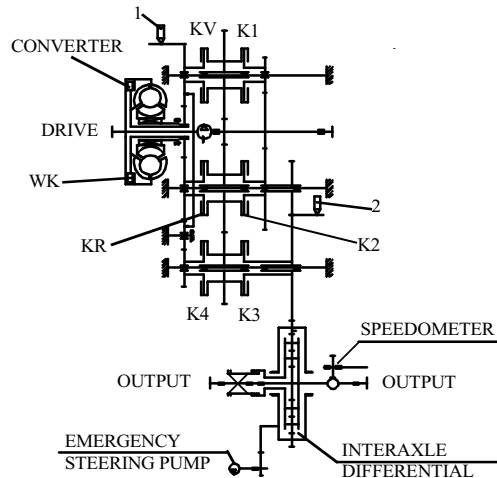 1
KV K1
CONVERTER
DRIVE
WK
2
KR
K2
K4 K3
SPEEDOMETER
OUTPUT OUTPUT
EMERGENCY
STEERING PUMP
INTERAXLE
DIFFERENTIAL